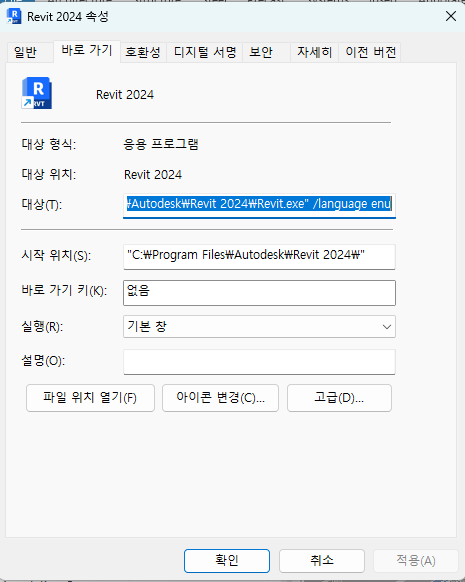 Revit 2024 속성
일반 바로 가기 호환성 디지털 서명 보안 자세히 이전 버전
R
RVT
Revit 2024
대상 형식: 응용 프로그램
대상 위치: Revit 2024
대상(T): ₩Autodesk₩Revit 2024₩Revit.exe" /language enu
시작 위치(S): "C:₩Program Files₩Autodesk₩Revit 2024₩"
바로 가기 키(K): 없음
실행(R): 기본 창
설명(O):
파일 위치 열기(F) 아이콘 변경(C)... 고급(D)...
확인 취소 적용(A)